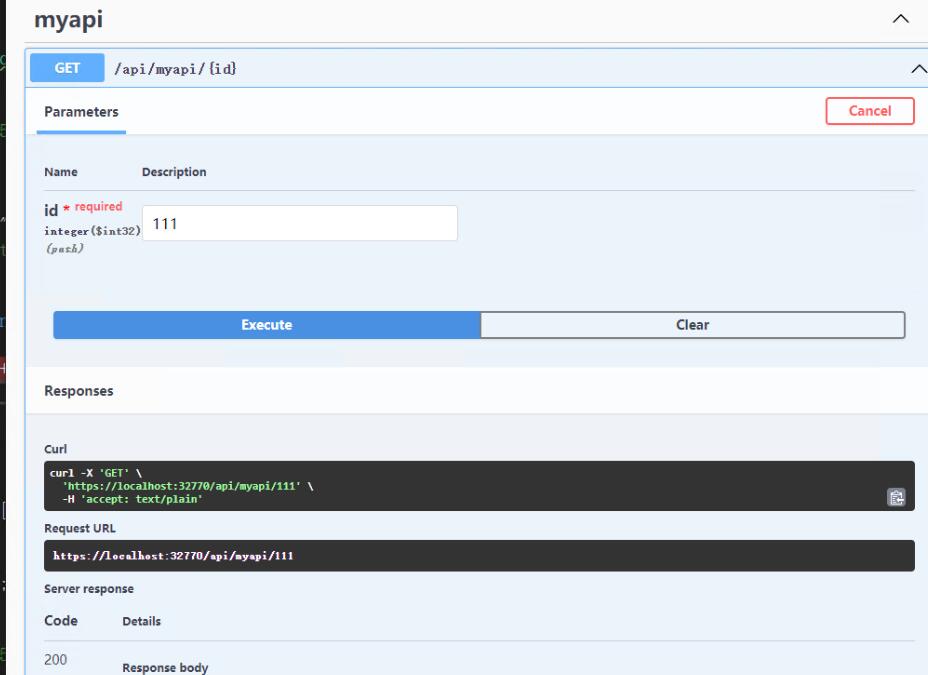 myapi
GET /api/myapi/{id}
Parameters Cancel
Name Description
id * required
integer($int32)
(path)
111
Execute Clear
Responses
Curl
curl -X 'GET' \
'https://localhost:32770/api/myapi/111' \
-H 'accept: text/plain'
Request URL
https://localhost:32770/api/myapi/111
Server response
Code Details
200
Response body